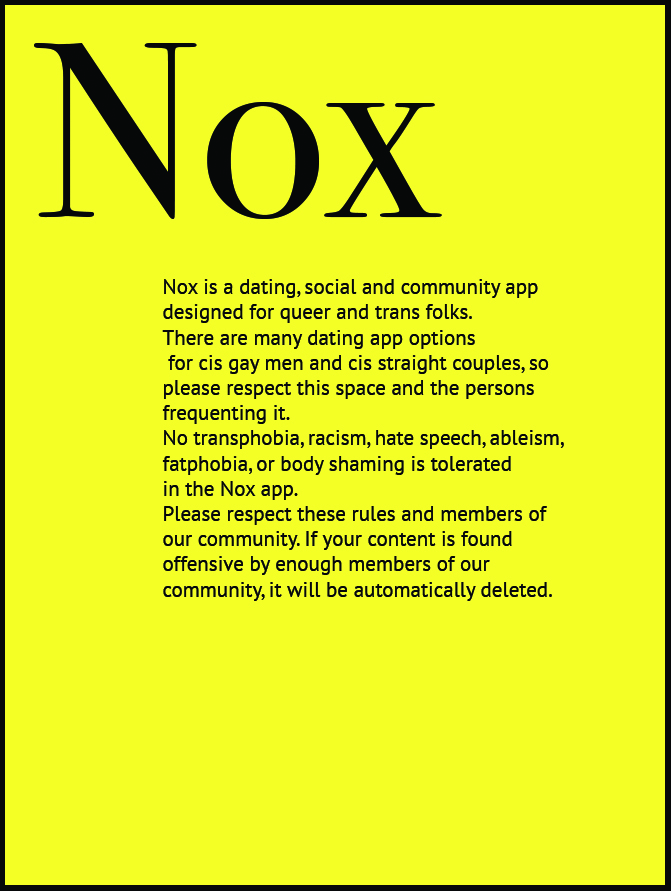 Nox
Nox is a dating, social and community app
designed for queer and trans folks.
There are many dating app options
for cis gay men and cis straight couples, so
please respect this space and the persons
frequenting it.
No transphobia, racism, hate speech, ableism,
fatphobia, or body shaming is tolerated
in the Nox app.
Please respect these rules and members of
our community. If your content is found
offensive by enough members of our
community, it will be automatically deleted.